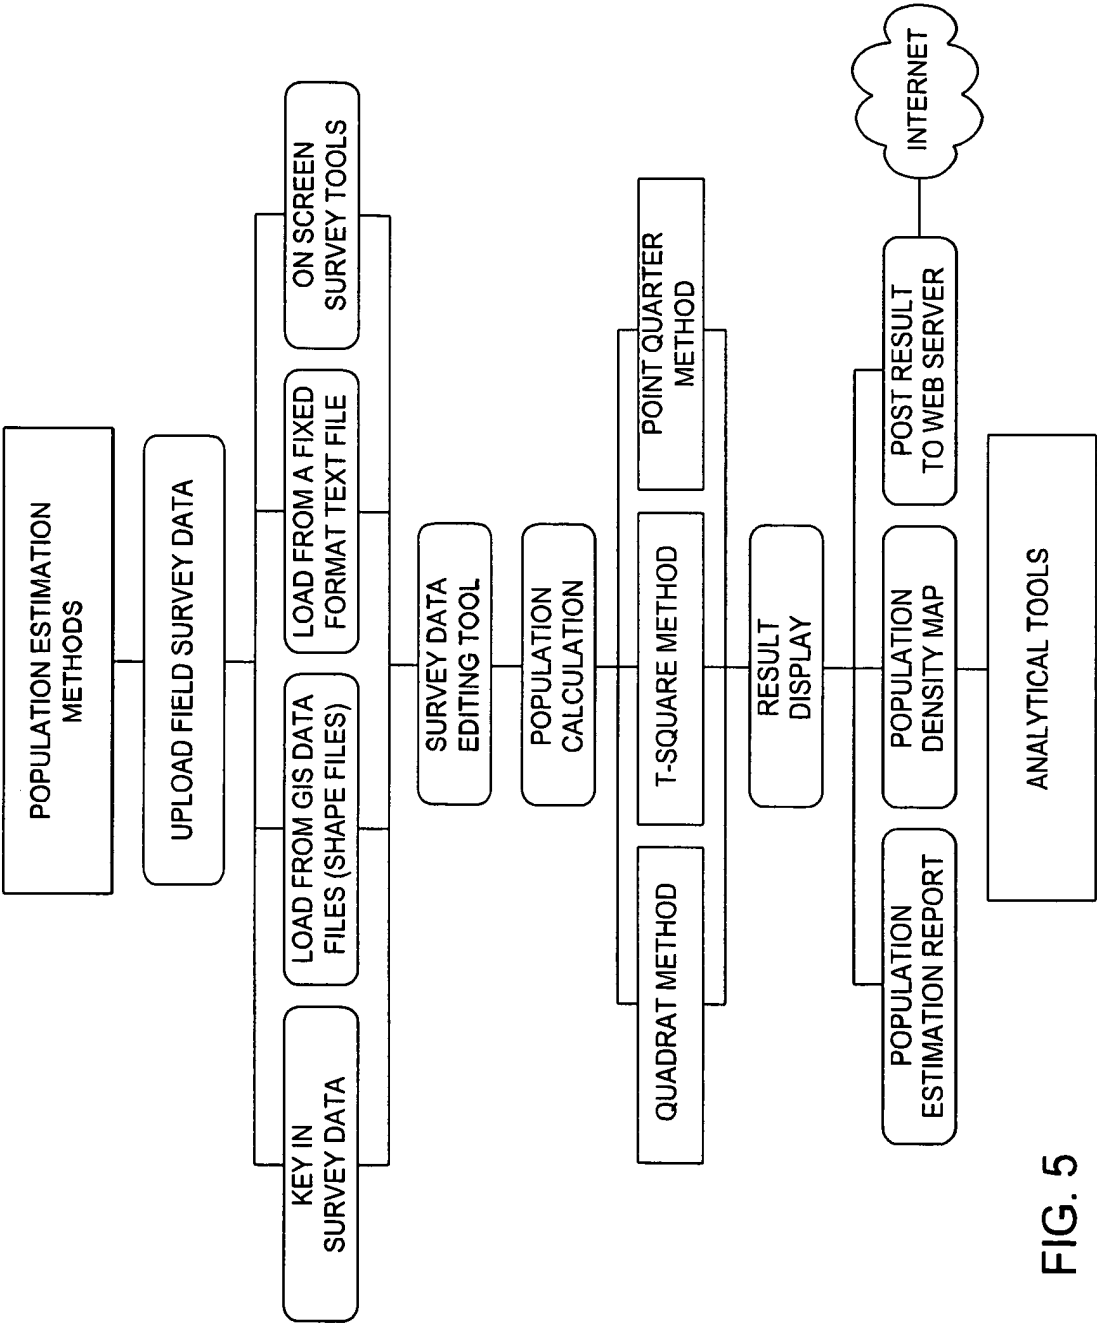 POPULATION ESTIMATION
METHODS
UPLOAD FIELD SURVEY DATA
KEY IN
SURVEY DATA
LOAD FROM GIS DATA
FILES (SHAPE FILES)
LOAD FROM A FIXED
FORMAT TEXT FILE
ON SCREEN
SURVEY TOOLS
SURVEY DATA
EDITING TOOL
POPULATION
CALCULATION
QUADRAT METHOD
T-SQUARE METHOD
POINT QUARTER
METHOD
RESULT
DISPLAY
POPULATION
ESTIMATION REPORT
POPULATION
DENSITY MAP
POST RESULT
TO WEB SERVER
INTERNET
ANALYTICAL TOOLS
FIG. 5